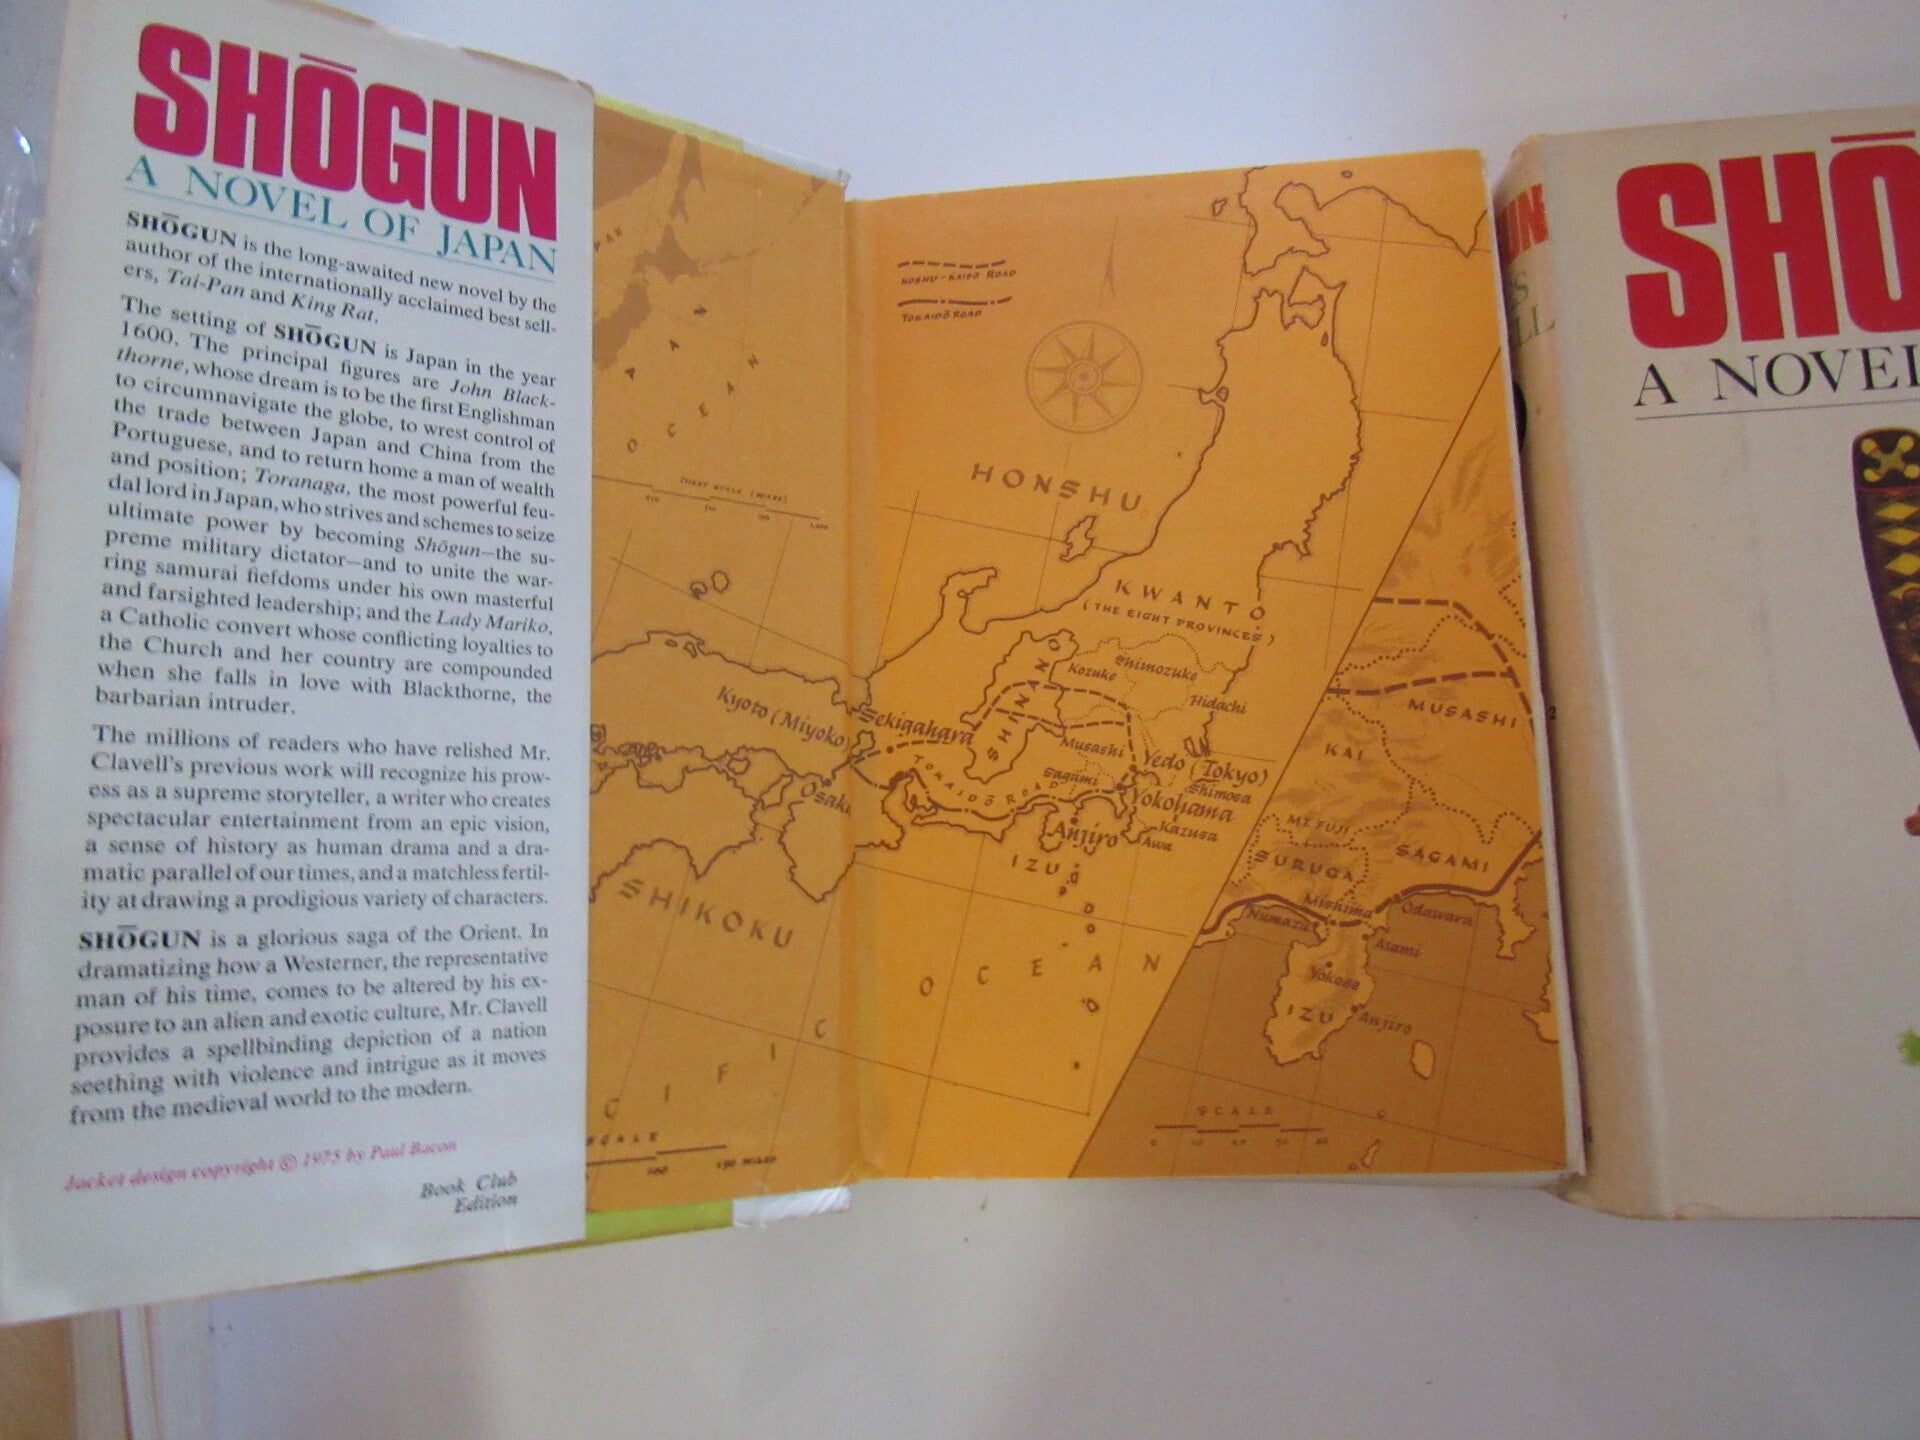 SHŌGUN
A NOVEL OF JAPAN
SHŌGUN is the long-awaited new novel by the
author of the internationally acclaimed best sell-
ers, Tai-Pan and King Rat.
The setting of SHŌGUN is Japan in the year
1600. The principal figures are John Black-
thorne, whose dream is to be the first Englishman
to circumnavigate the globe, to wrest control of
the trade between Japan and China from the
Portuguese, and to return home a man of wealth
and position; Toranaga, the most powerful feu-
dal lord in Japan, who strives and schemes to seize
ultimate power by becoming Shōgun—the su-
preme military dictator—and to unite the war-
ring samurai fiefdoms under his own masterful
and farsighted leadership; and the Lady Mariko,
a Catholic convert whose conflicting loyalties to
the Church and her country are compounded
when she falls in love with Blackthorne, the
barbarian intruder.
The millions of readers who have relished Mr.
Clavell's previous work will recognize his prow-
ess as a supreme storyteller, a writer who creates
spectacular entertainment from an epic vision,
a sense of history as human drama and a dra-
matic parallel of our times, and a matchless fertil-
ity at drawing a prodigious variety of characters.
SHŌGUN is a glorious saga of the Orient. In
dramatizing how a Westerner, the representative
man of his time, comes to be altered by his ex-
posure to an alien and exotic culture, Mr. Clavell
provides a spellbinding depiction of a nation
seething with violence and intrigue as it moves
from the medieval world to the modern.
Jacket design copyright © 1975 by Paul Bacon
Book Club
Edition
OCEAN
SHIKOKU
CIFIC
SCALE
100
150 MILES
KOSHU-KAIDŌ ROAD
TOKAIDŌ ROAD
HONSHU
KWANTO
(THE EIGHT PROVINCES)
SHINANO
Kozuke
Shimozuke
Hidachi
Kyoto (Miyoko)
Sekigahara
Musashi
Yedo (Tokyo)
Osaka
TOKAIDŌ ROAD
Sagami
Shimosa
Yokohama
Kazusa
Anjiro
Awa
IZU
OCEAN
MUSASHI
KAI
MT. FUJI
SURUGA
SAGAMI
Mishima
Odawara
Numazu
Atami
Yokosé
IZU
Anjiro
SCALE
SHŌ
A NOVEL